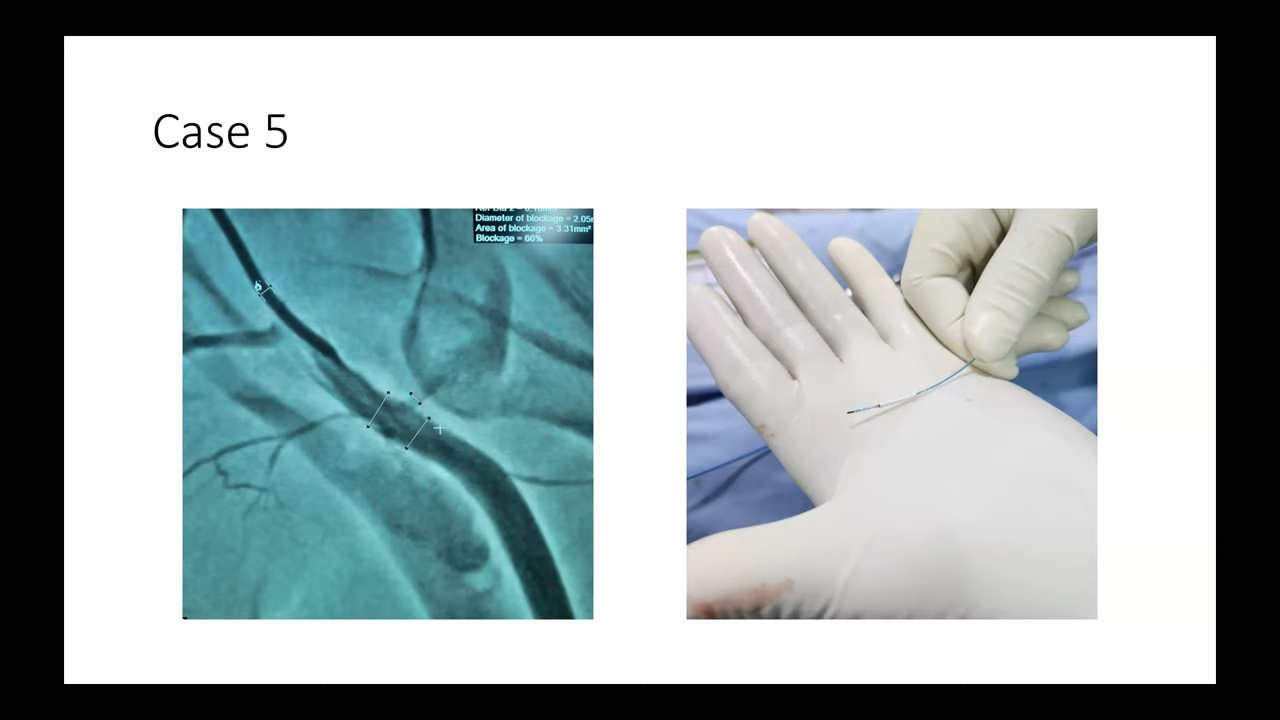 Case 5
Diameter of blockage = 2.05
Area of blockage = 3.31mm²
Blockage = 66%